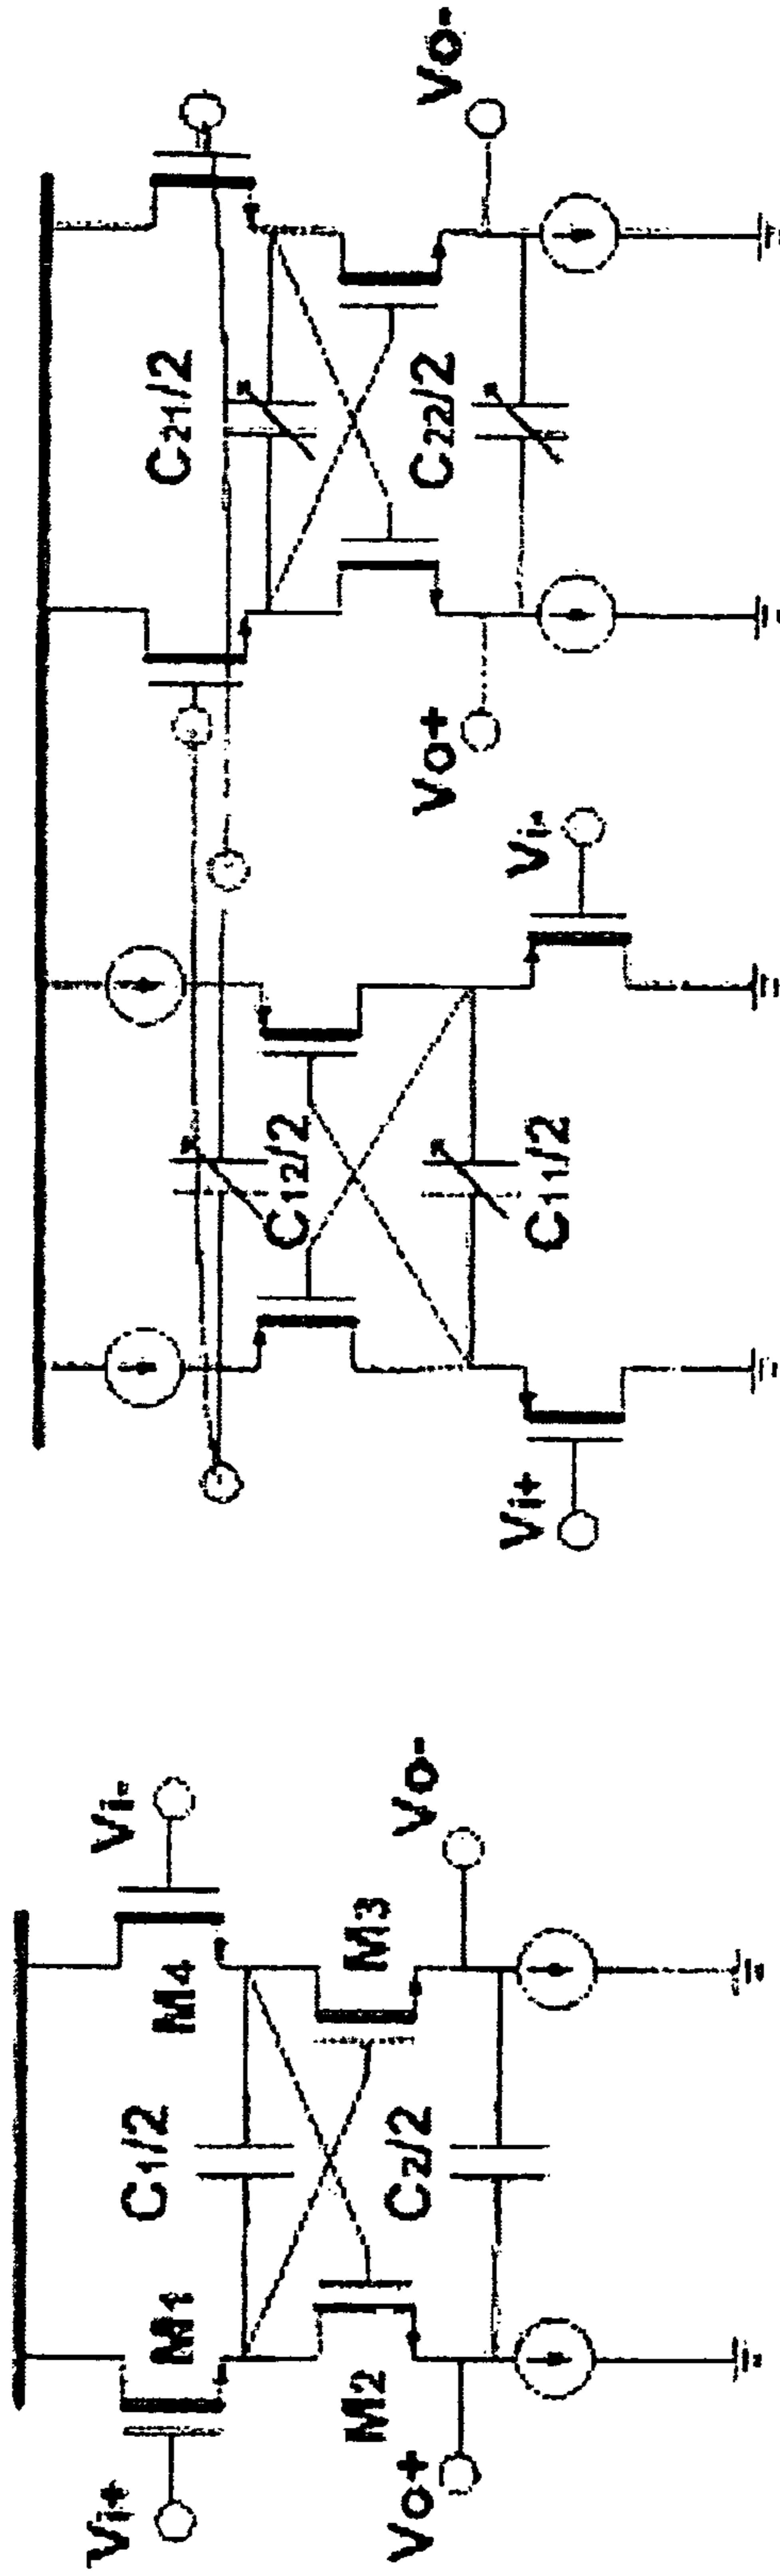 Vi+
M1
C1/2
M4
Vi-
M2
C2/2
M3
Vo+
Vo-
C12/2
C11/2
Vi+
Vi-
C21/2
C22/2
Vo+
Vo-